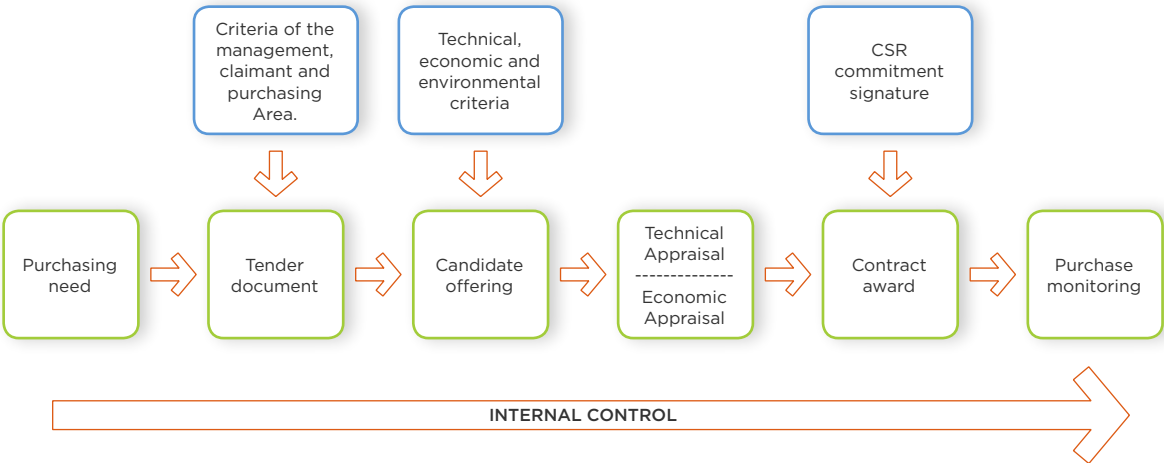 Criteria of the
management,
claimant and
purchasing
Area.
Technical,
economic and
environmental
criteria
CSR
commitment
signature
Purchasing
need
Tender
document
Candidate
offering
Technical
Appraisal
--------------
Economic
Appraisal
Contract
award
Purchase
monitoring
INTERNAL CONTROL